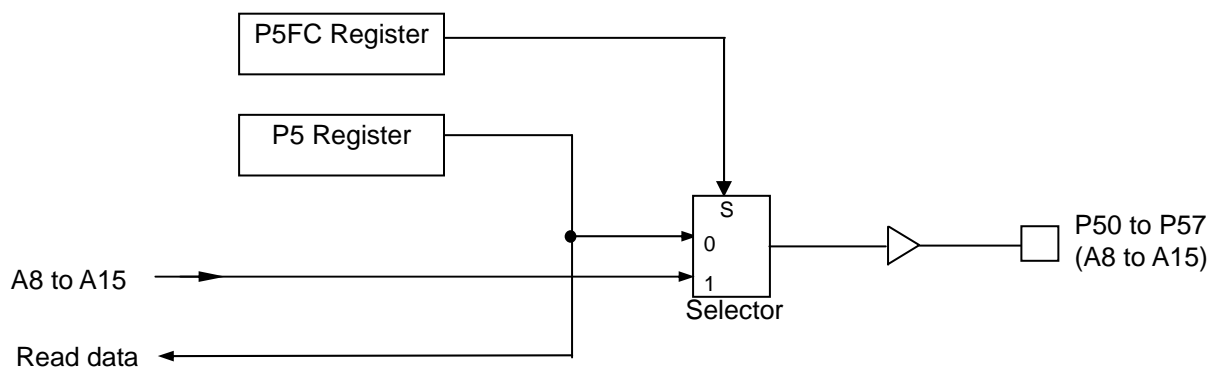 P5FC Register
P5 Register
S
0
1
Selector
A8 to A15
Read data
P50 to P57
(A8 to A15)